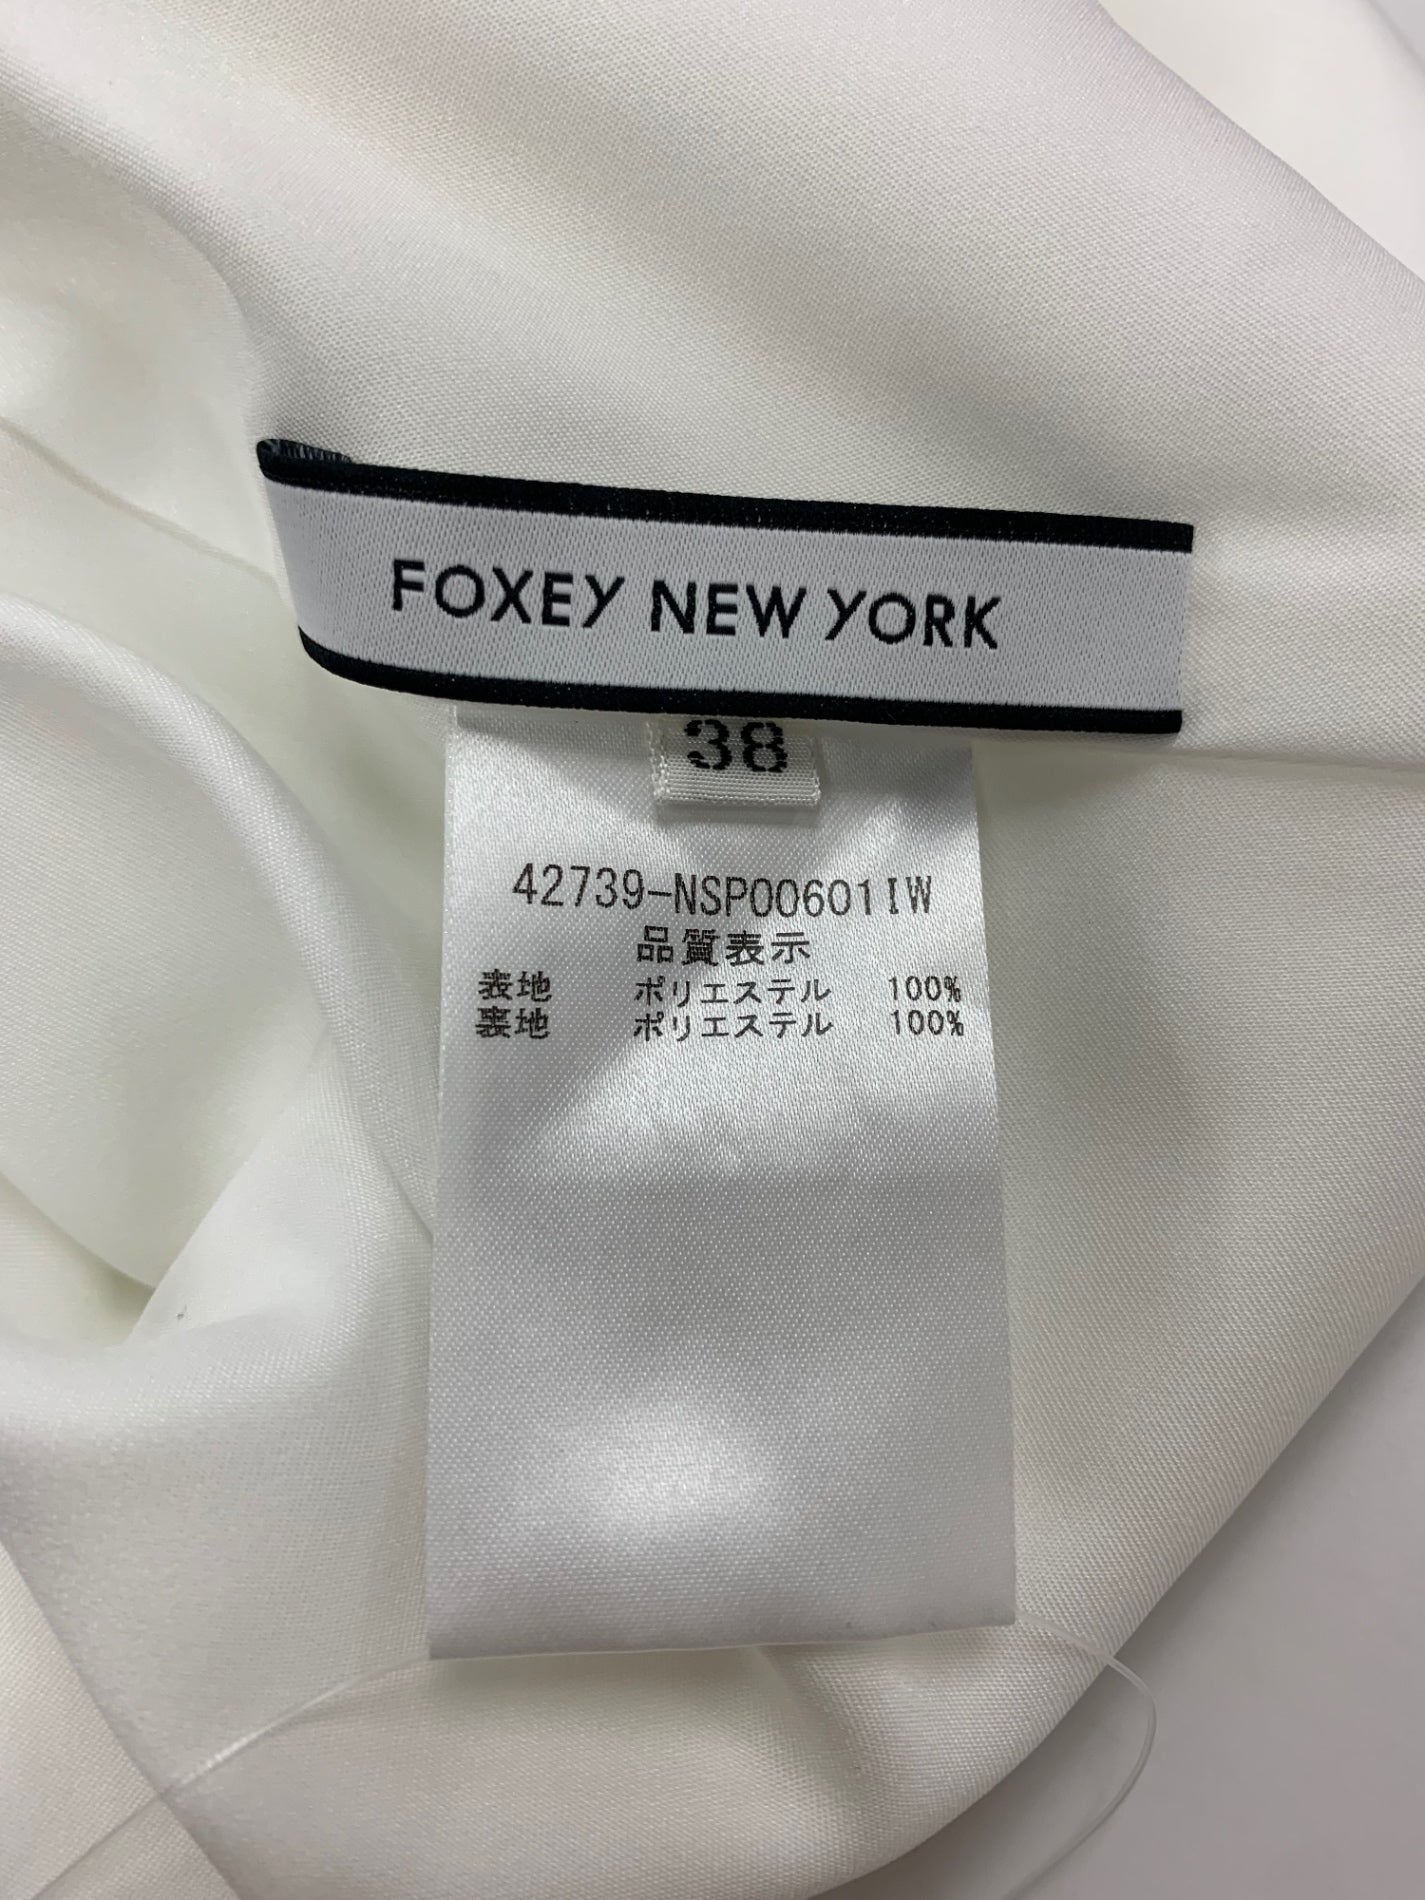 FOXEY NEW YORK
38
42739-NSP00601IW
品質表示
表地 ポリエステル 100%
裏地 ポリエステル 100%